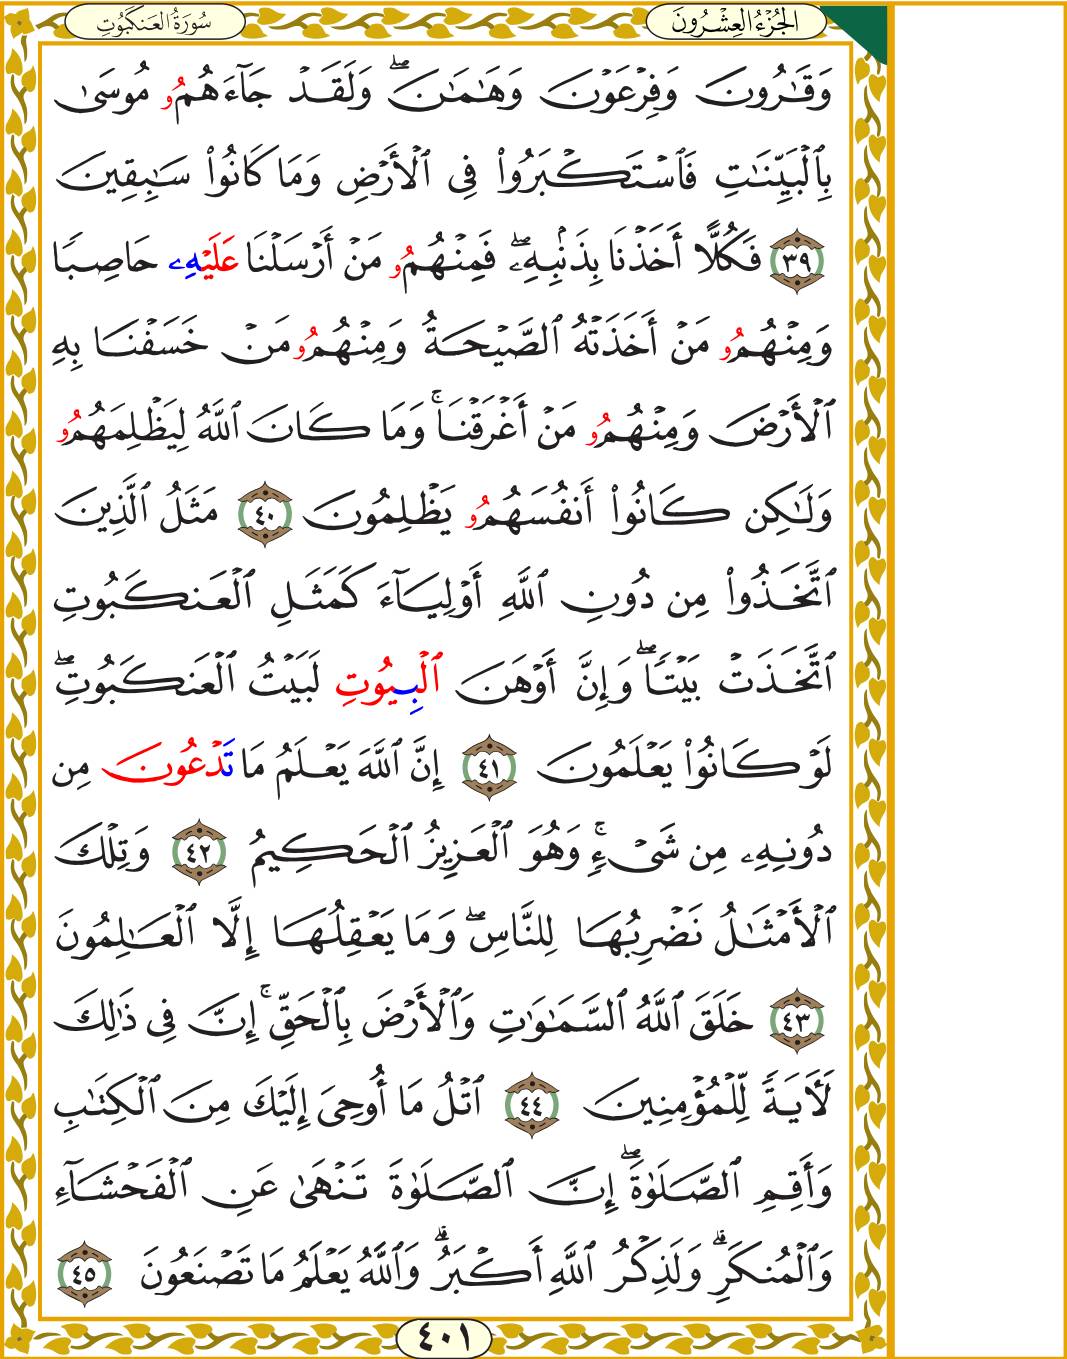 الجُزْءُ العِشْرُونَ
سُورَةُ العَنكَبُوتِ
وَقَٰرُونَ وَفِرْعَوْنَ وَهَٰمَٰنَۖ وَلَقَدْ جَآءَهُمُو مُوسَىٰ
بِٱلْبَيِّنَٰتِ فَٱسْتَكْبَرُوا۟ فِى ٱلْأَرْضِ وَمَا كَانُوا۟ سَٰبِقِينَ
٣٩ فَكُلًّا أَخَذْنَا بِذَنۢبِهِۦۖ فَمِنْهُمُو مَنْ أَرْسَلْنَا عَلَيْهِۦ حَاصِبًا
وَمِنْهُمُو مَنْ أَخَذَتْهُ ٱلصَّيْحَةُ وَمِنْهُمُو مَنْ خَسَفْنَا بِهِ
ٱلْأَرْضَ وَمِنْهُمُو مَنْ أَغْرَقْنَاۚ وَمَا كَانَ ٱللَّهُ لِيَظْلِمَهُمُو
وَلَٰكِن كَانُوٓا۟ أَنفُسَهُمُو يَظْلِمُونَ ٤٠ مَثَلُ ٱلَّذِينَ
ٱتَّخَذُوا۟ مِن دُونِ ٱللَّهِ أَوْلِيَآءَ كَمَثَلِ ٱلْعَنكَبُوتِ
ٱتَّخَذَتْ بَيْتًاۖ وَإِنَّ أَوْهَنَ ٱلْبِيُوتِ لَبَيْتُ ٱلْعَنكَبُوتِۖ
لَوْ كَانُوا۟ يَعْلَمُونَ ٤١ إِنَّ ٱللَّهَ يَعْلَمُ مَا تَدْعُونَ مِن
دُونِهِۦ مِن شَىْءٍۚ وَهُوَ ٱلْعَزِيزُ ٱلْحَكِيمُ ٤٢ وَتِلْكَ
ٱلْأَمْثَٰلُ نَضْرِبُهَا لِلنَّاسِۖ وَمَا يَعْقِلُهَا إِلَّا ٱلْعَٰلِمُونَ
٤٣ خَلَقَ ٱللَّهُ ٱلسَّمَٰوَٰتِ وَٱلْأَرْضَ بِٱلْحَقِّۚ إِنَّ فِى ذَٰلِكَ
لَءَايَةً لِّلْمُؤْمِنِينَ ٤٤ ٱتْلُ مَا أُوحِىَ إِلَيْكَ مِنَ ٱلْكِتَٰبِ
وَأَقِمِ ٱلصَّلَوٰةَۖ إِنَّ ٱلصَّلَوٰةَ تَنْهَىٰ عَنِ ٱلْفَحْشَآءِ
وَٱلْمُنكَرِۗ وَلَذِكْرُ ٱللَّهِ أَكْبَرُۗ وَٱللَّهُ يَعْلَمُ مَا تَصْنَعُونَ ٤٥
٤٠١